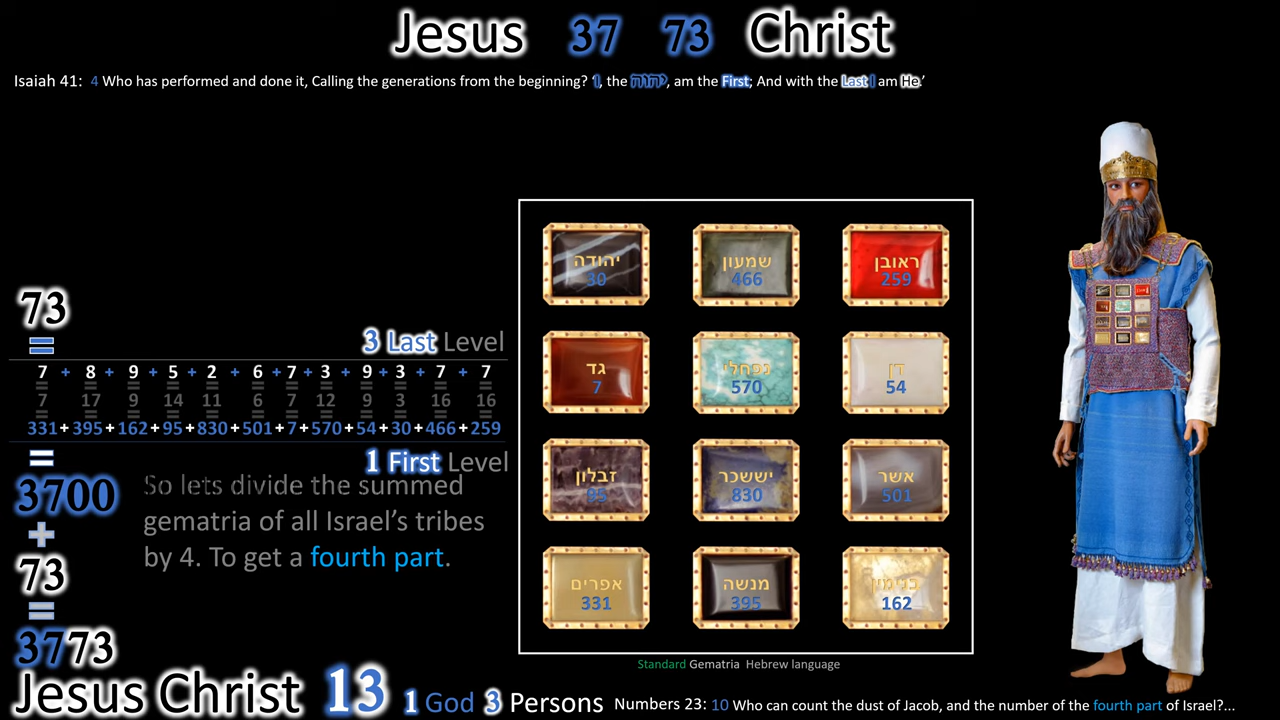 Jesus 37 73 Christ
Isaiah 41: 4 Who has performed and done it, Calling the generations from the beginning? ‘I, the יהוה, am the First; And with the Last I am He.’
יהודה שמעון ראובן
30 466 259
גד נפתלי דן
7 570 54
זבלון יששכר אשר
95 830 501
אפרים מנשה בנימין
331 395 162
Standard Gematria Hebrew language
73
=
3 Last Level
7 + 8 + 9 + 5 + 2 + 6 + 7 + 3 + 9 + 3 + 7 + 7
7 17 9 14 11 6 7 12 9 3 16 16
331 + 395 + 162 + 95 + 830 + 501 + 7 + 570 + 54 + 30 + 466 + 259
=
1 First Level
3700
+
73
=
3773
So lets divide the summed
gematria of all Israel’s tribes
by 4. To get a fourth part.
Jesus Christ 13 1 God 3 Persons
Numbers 23: 10 Who can count the dust of Jacob, and the number of the fourth part of Israel?...